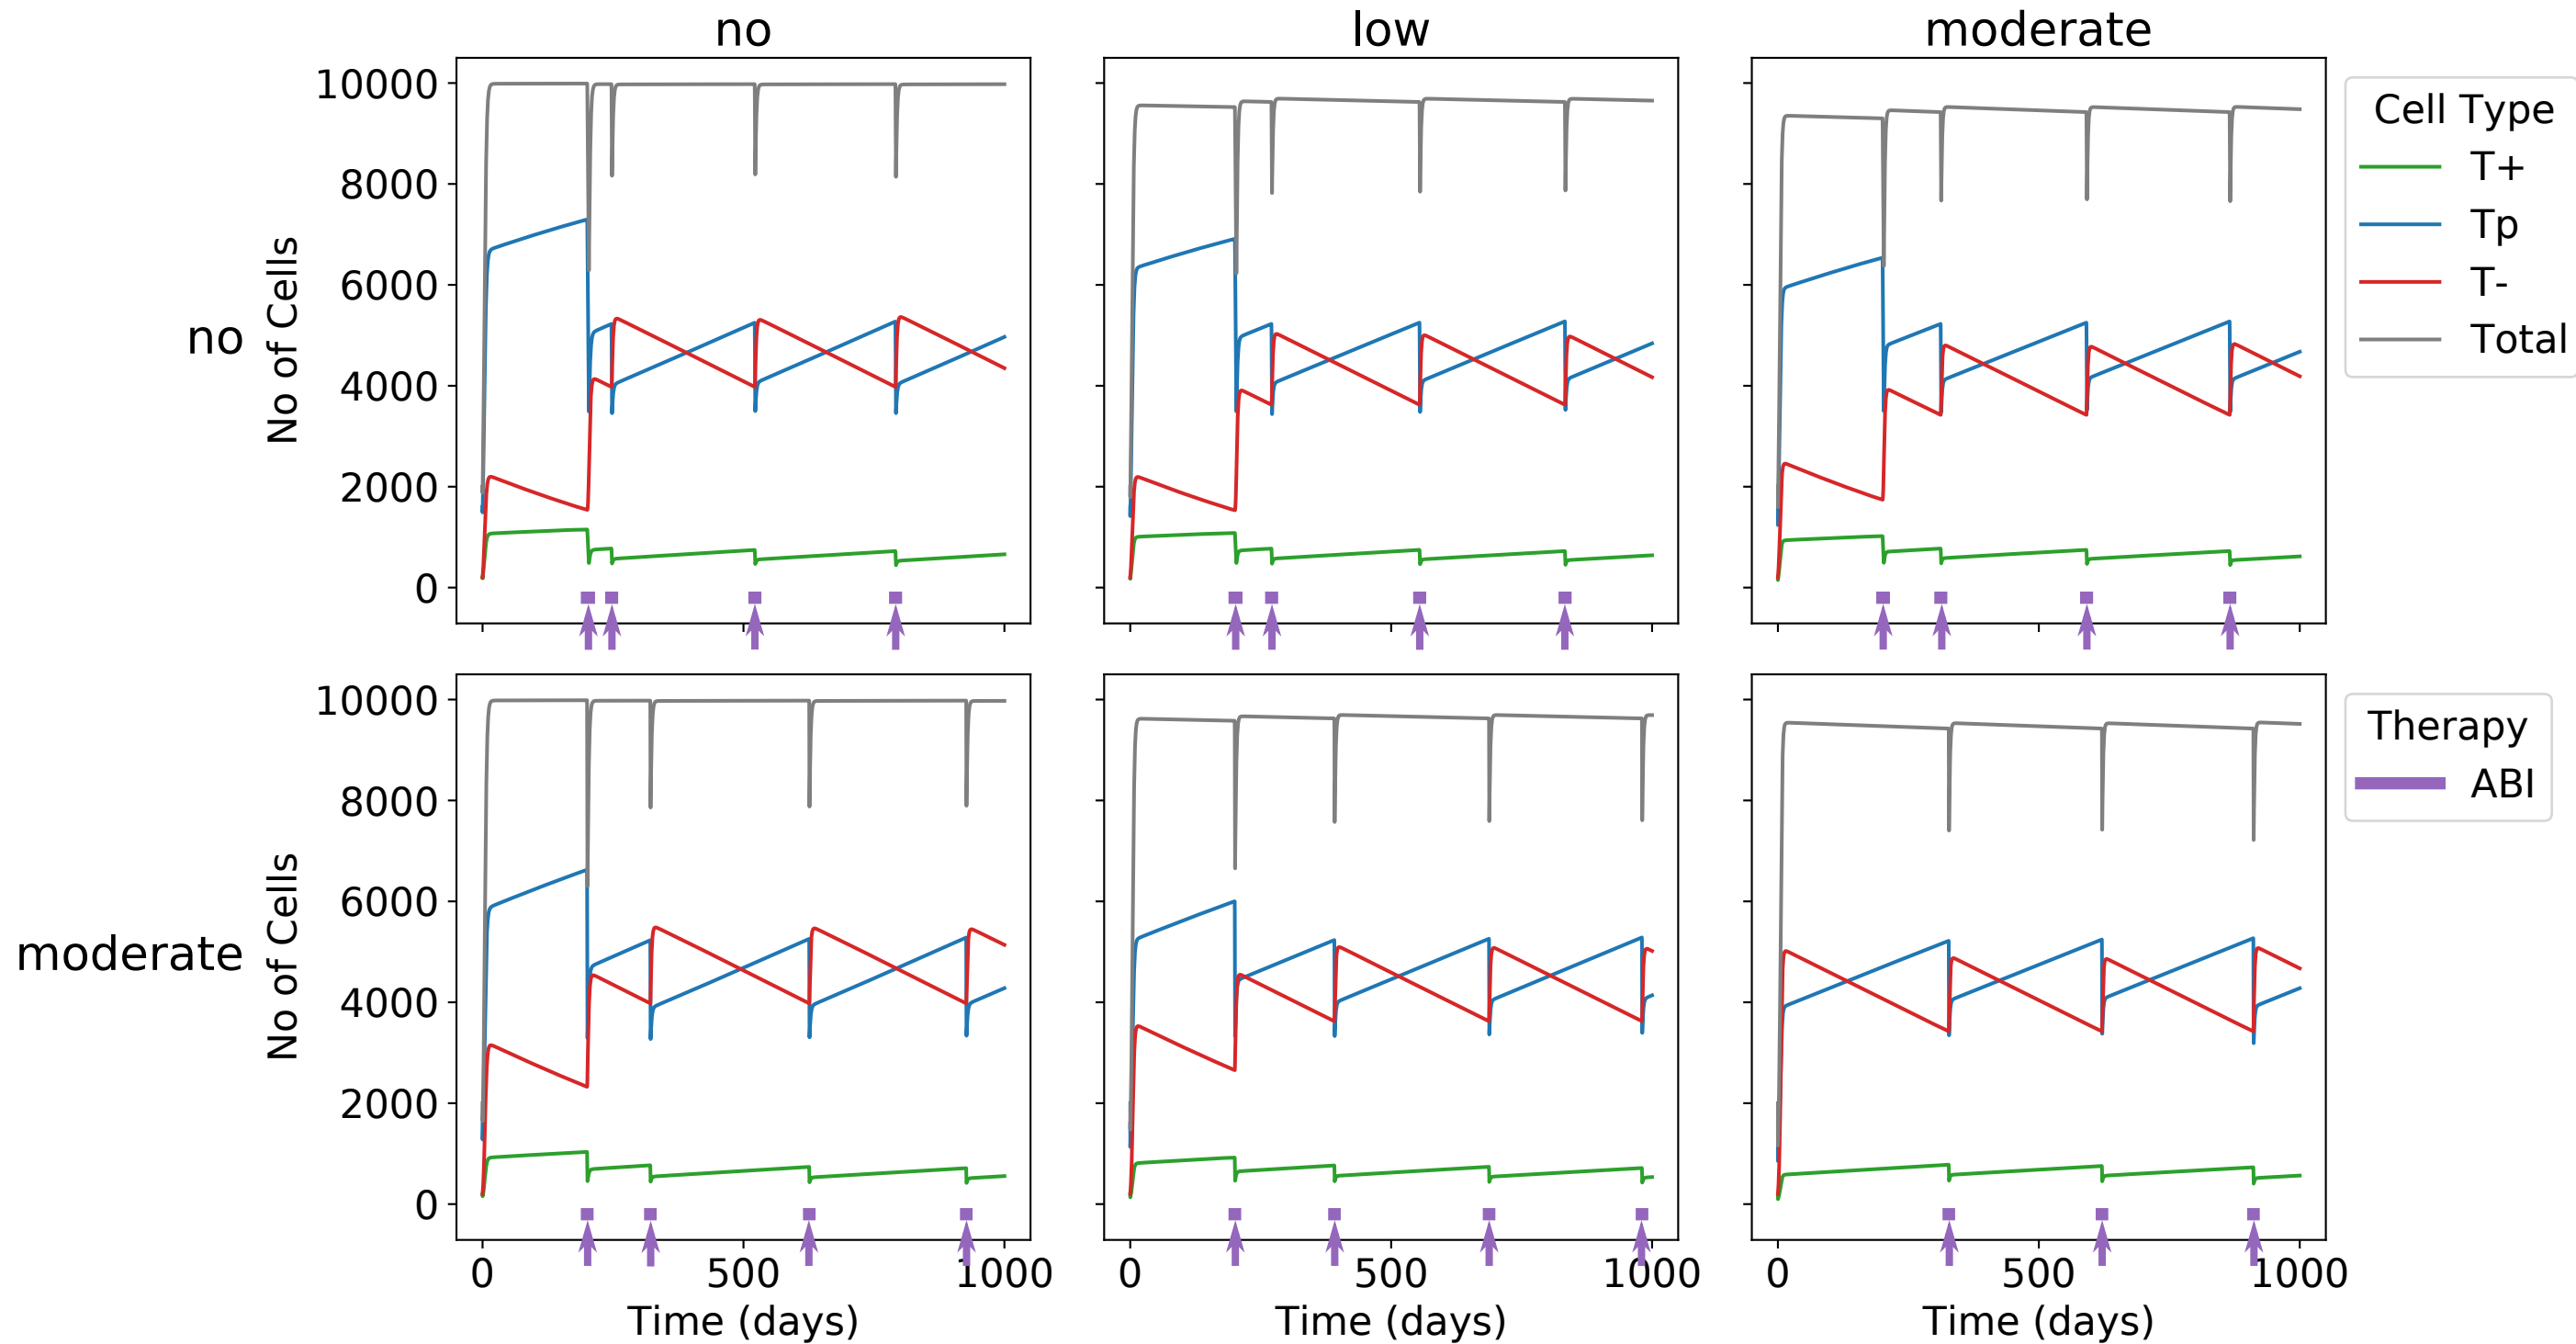 no
low
moderate
no
No of Cells
10000
8000
6000
4000
2000
0
Cell Type
T+
Tp
T-
Total
moderate
No of Cells
10000
8000
6000
4000
2000
0
Therapy
ABI
0
500
1000
0
500
1000
0
500
1000
Time (days)
Time (days)
Time (days)